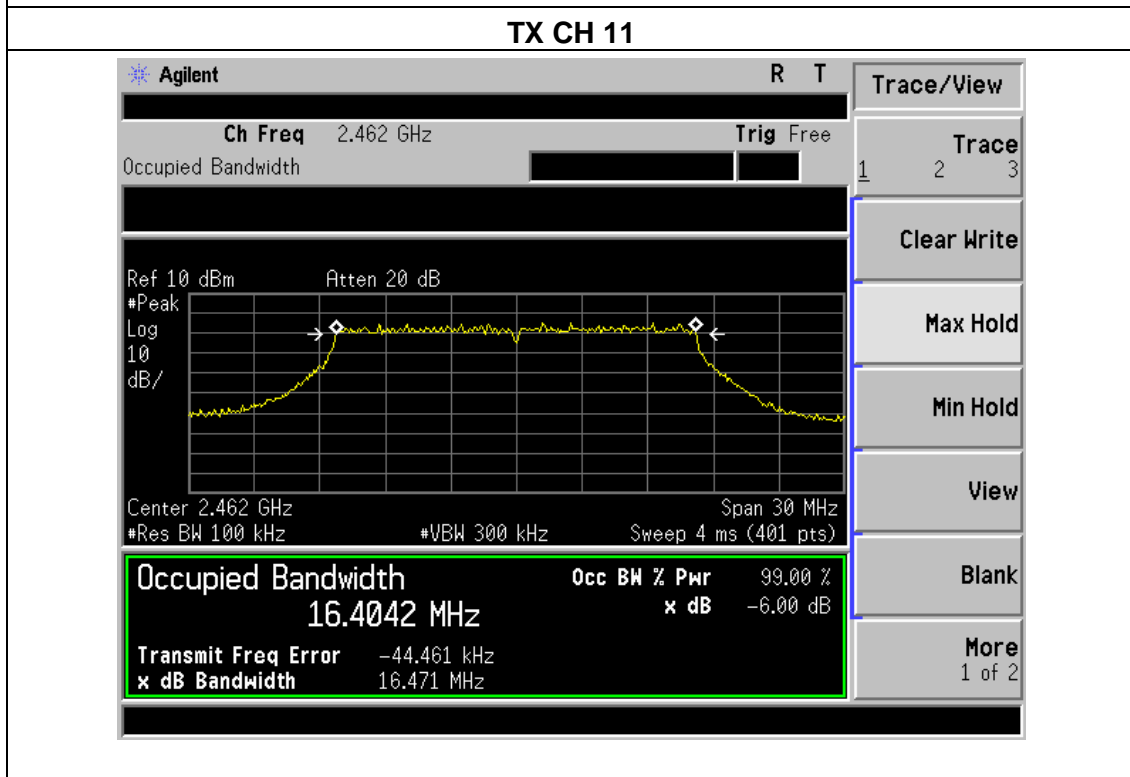 TX CH 11
Agilent R T
Ch Freq 2.462 GHz Trig Free
Occupied Bandwidth
Ref 10 dBm Atten 20 dB
#Peak
Log
10
dB/
Center 2.462 GHz Span 30 MHz
#Res BW 100 kHz #VBW 300 kHz Sweep 4 ms (401 pts)
Occupied Bandwidth Occ BW % Pwr 99.00 %
16.4042 MHz x dB -6.00 dB
Transmit Freq Error -44.461 kHz
x dB Bandwidth 16.471 MHz
Trace/View
Trace
1 2 3
Clear Write
Max Hold
Min Hold
View
Blank
More
1 of 2